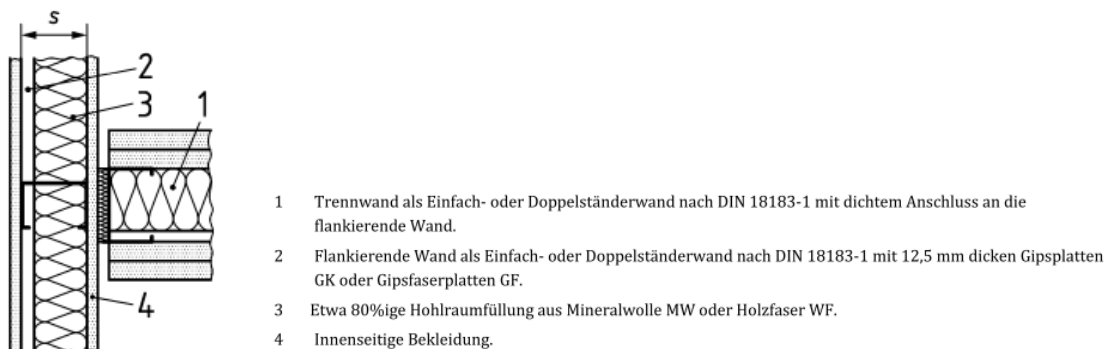 s
2
3
1
4
1 Trennwand als Einfach- oder Doppelständerwand nach DIN 18183-1 mit dichtem Anschluss an die
flankierende Wand.
2 Flankierende Wand als Einfach- oder Doppelständerwand nach DIN 18183-1 mit 12,5 mm dicken Gipsplatten
GK oder Gipsfaserplatten GF.
3 Etwa 80%ige Hohlraumfüllung aus Mineralwolle MW oder Holzfaser WF.
4 Innenseitige Bekleidung.